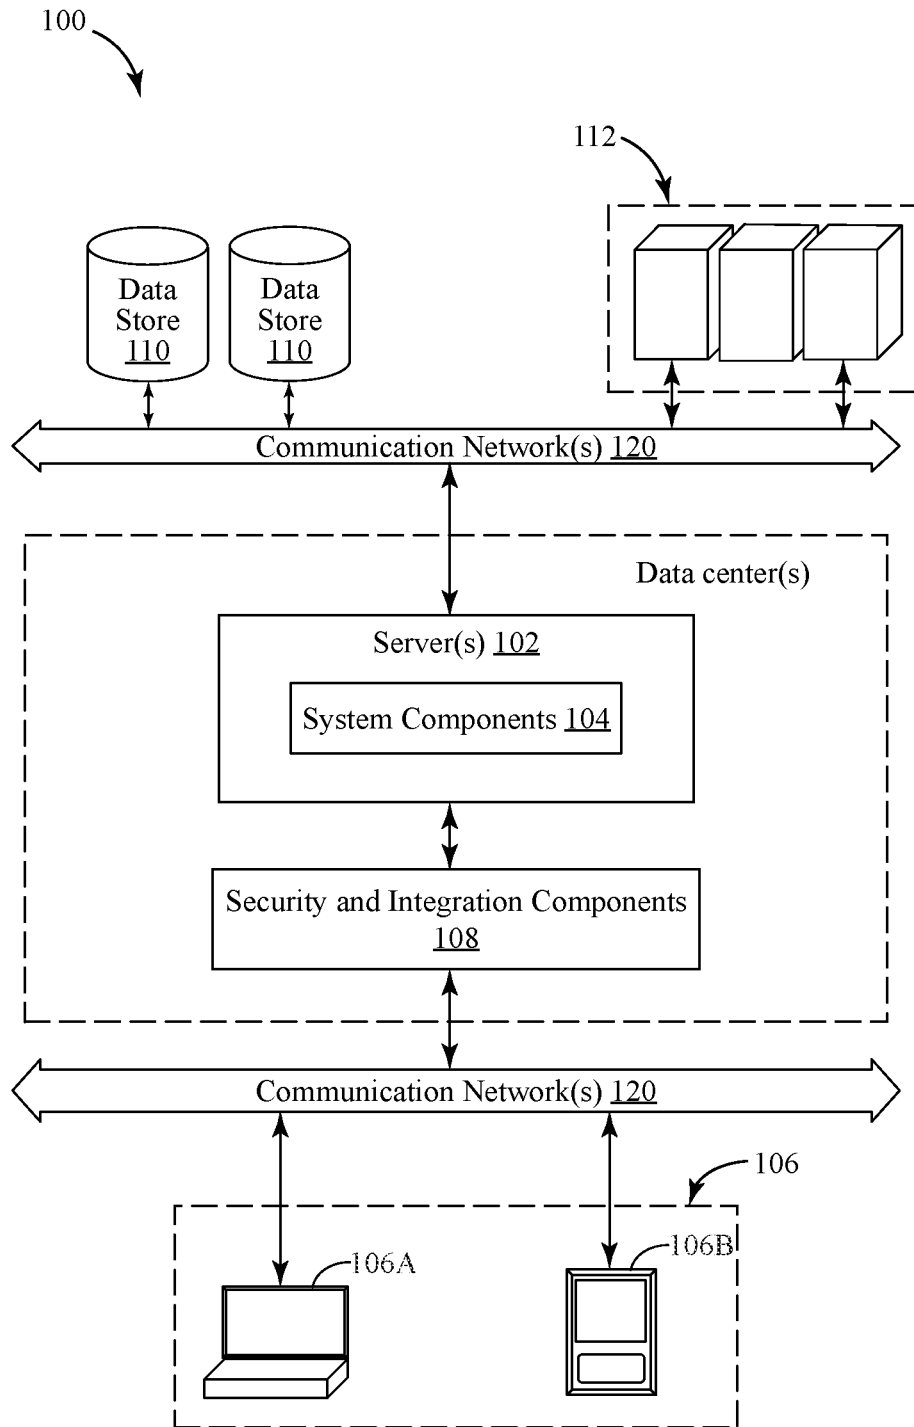 100
112
Data
Store
110
Data
Store
110
Communication Network(s) 120
Data center(s)
Server(s) 102
System Components 104
Security and Integration Components
108
Communication Network(s) 120
106
106A
106B